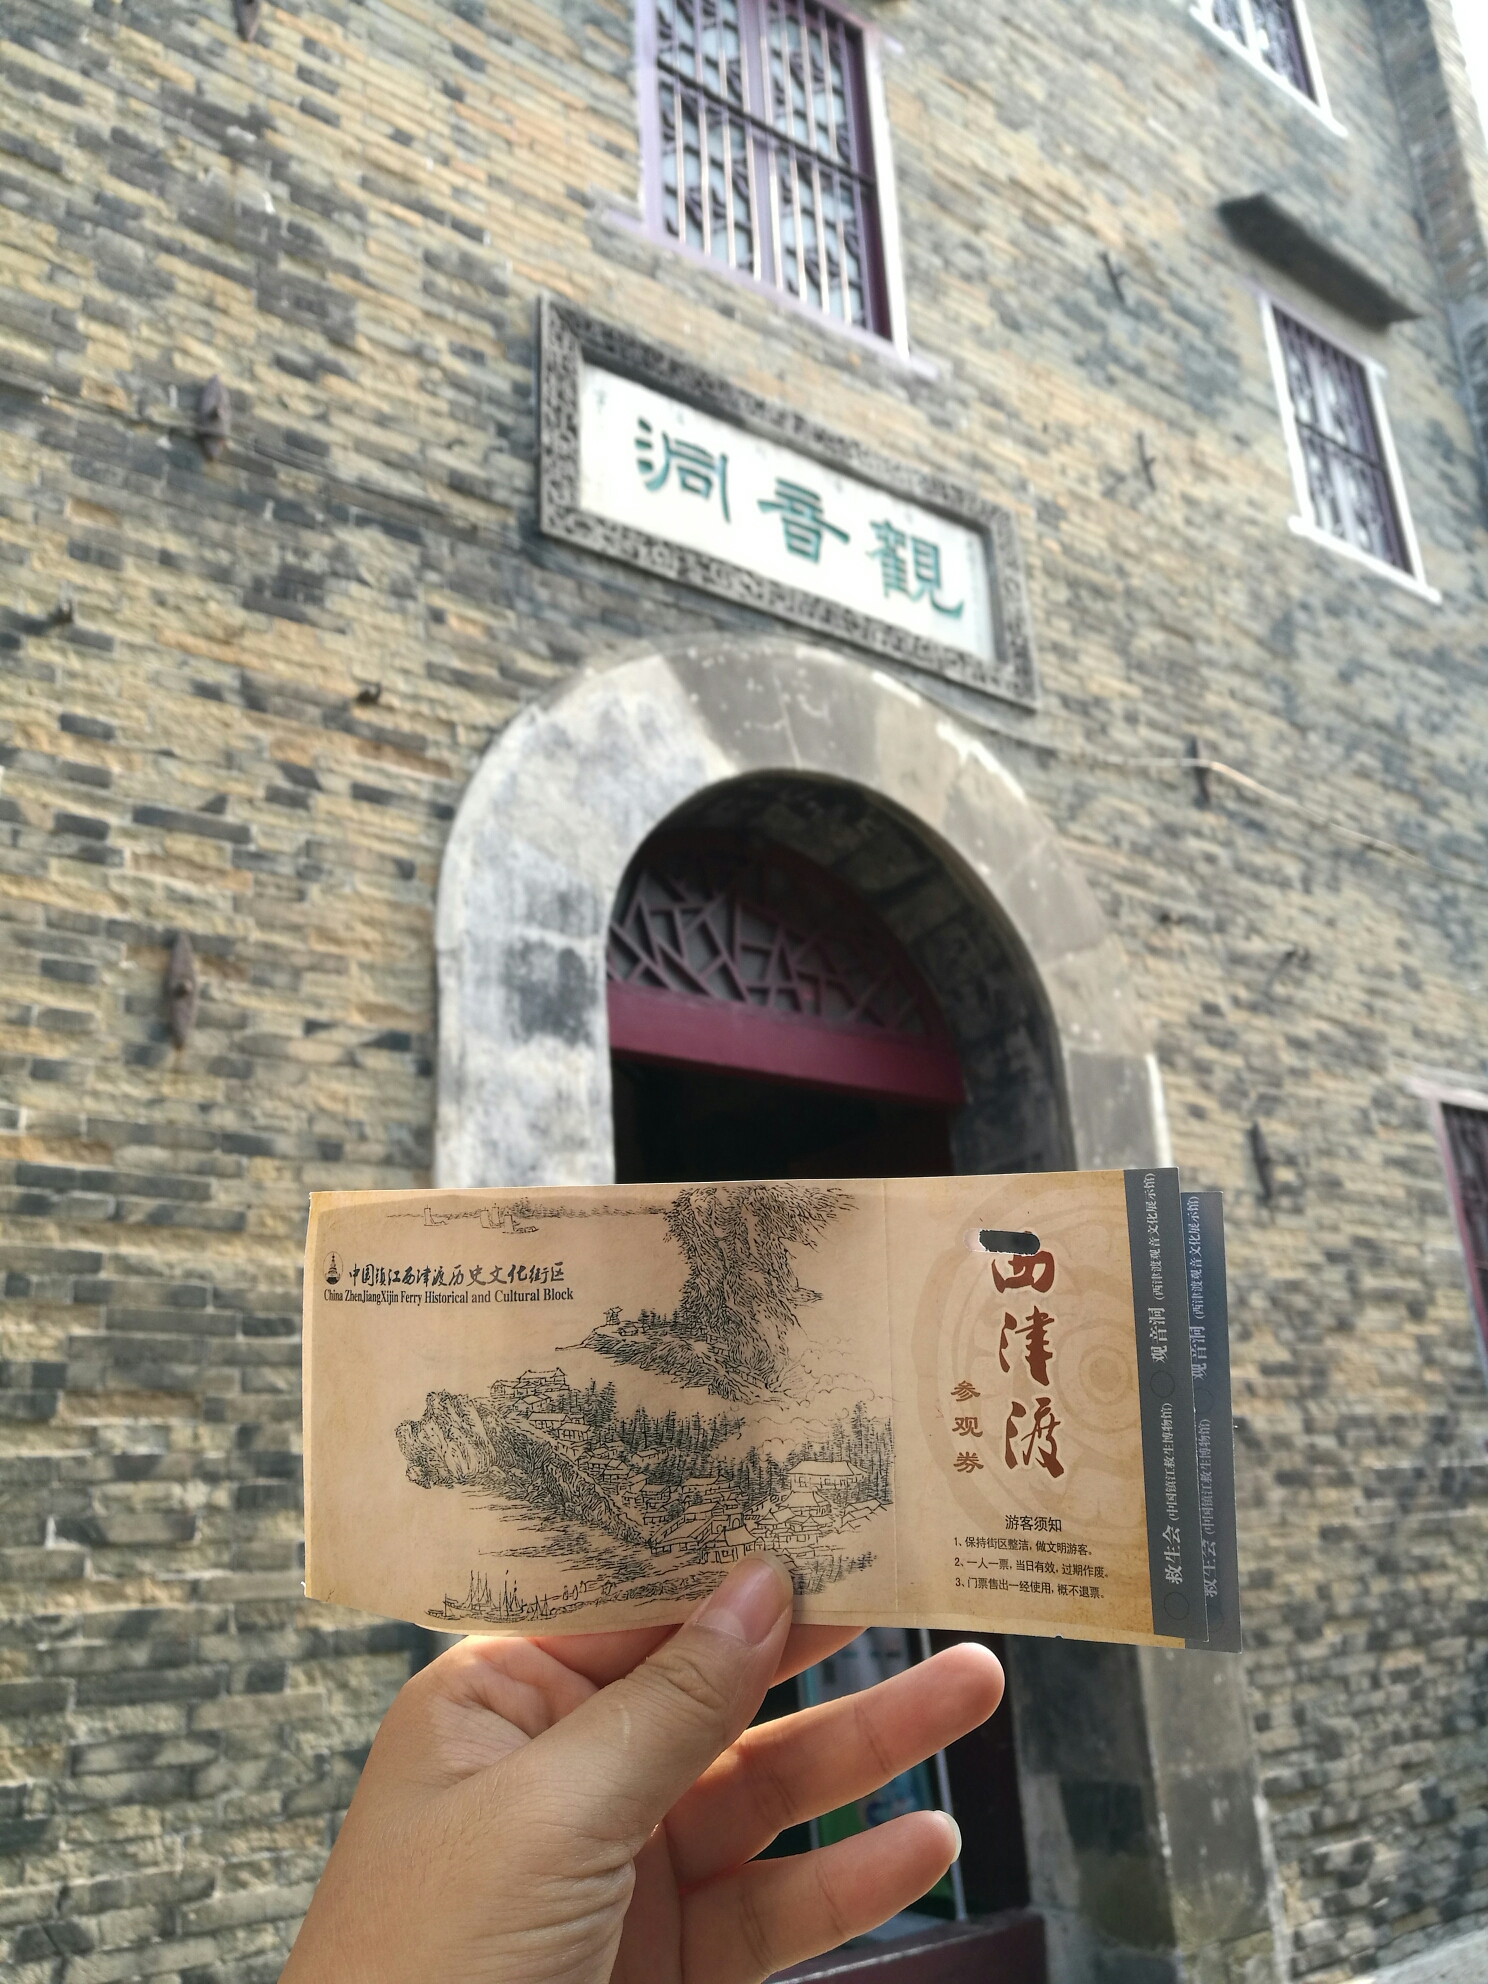 洞音觀
中国镇江西津渡历史文化街区
China ZhenJiangXijin Ferry Historical and Cultural Block
西津渡
参观券
游客须知
1、保持街区整洁, 做文明游客。
2、一人一票, 当日有效, 过期作废。
3、门票售出一经使用, 概不退票。
救生会 (中国镇江救生博物馆) 观音洞 (西津渡观音文化展示馆)
救生会 (中国镇江救生博物馆) 观音洞 (西津渡观音文化展示馆)